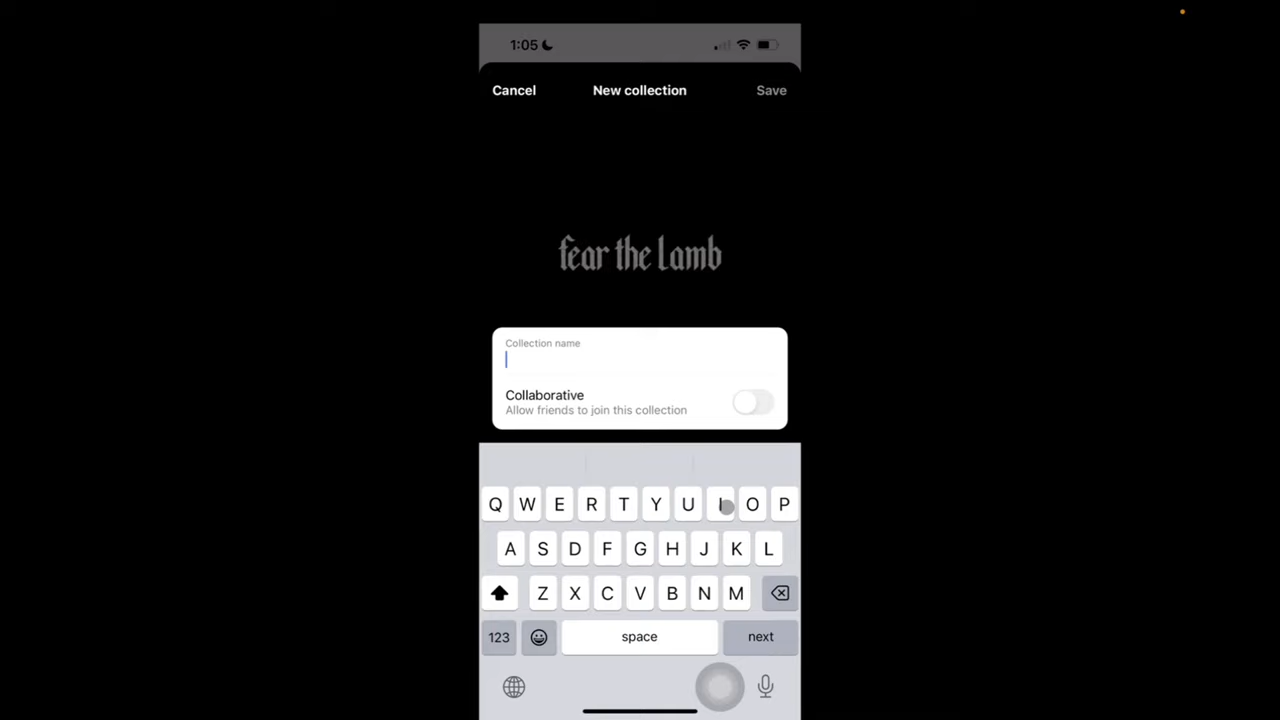 1:05
Cancel New collection Save
fear the Lamb
Collection name
Collaborative
Allow friends to join this collection
Q W E R T Y U I O P
A S D F G H J K L
Z X C V B N M
123 space next